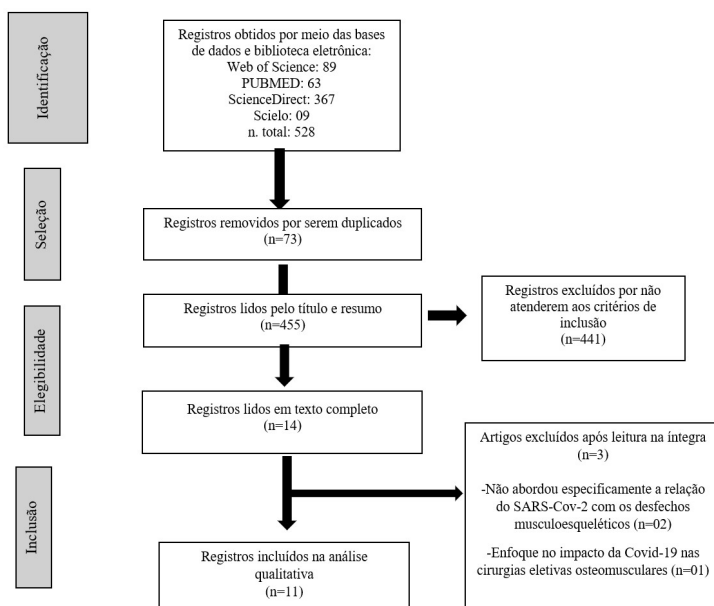 Identificação
Registros obtidos por meio das bases
de dados e biblioteca eletrônica:
Web of Science: 89
PUBMED: 63
ScienceDirect: 367
Scielo: 09
n. total: 528
Seleção
Registros removidos por serem duplicados
(n=73)
Elegibilidade
Registros lidos pelo título e resumo
(n=455)
Registros excluídos por não
atenderem aos critérios de
inclusão
(n=441)
Registros lidos em texto completo
(n=14)
Artigos excluídos após leitura na íntegra
(n=3)
-Não abordou especificamente a relação
do SARS-Cov-2 com os desfechos
musculoesqueléticos (n=02)
-Enfoque no impacto da Covid-19 nas
cirurgias eletivas osteomusculares (n=01)
Inclusão
Registros incluídos na análise
qualitativa
(n=11)